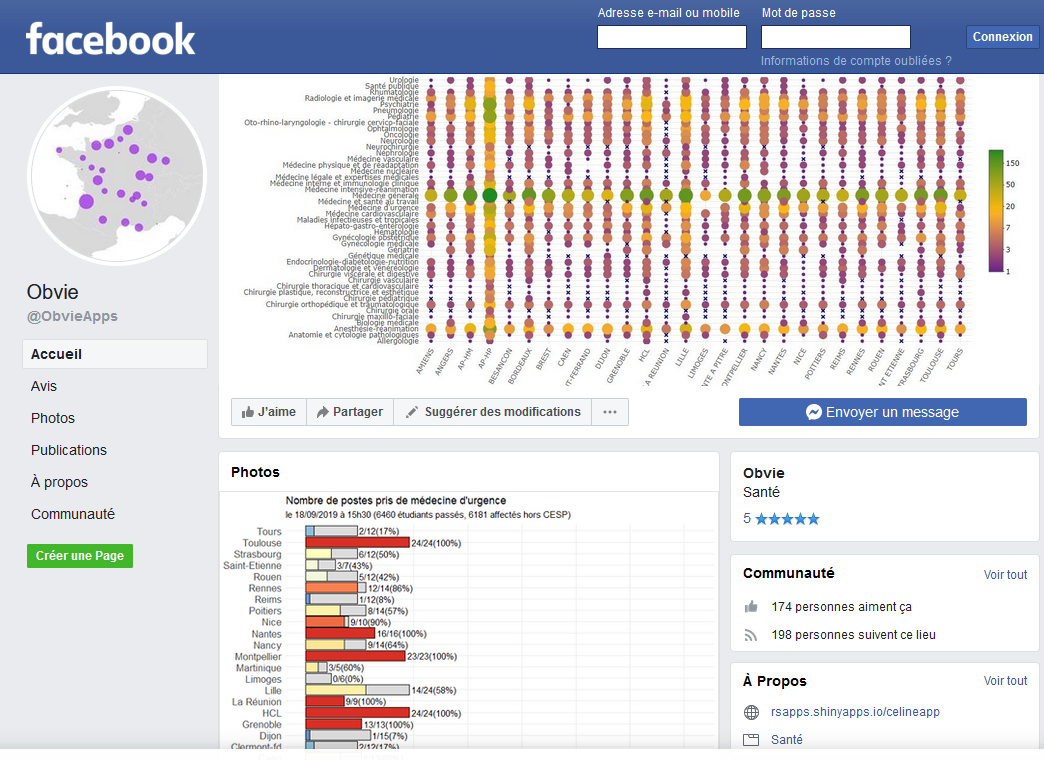 facebook
Adresse e-mail ou mobile
Mot de passe
Connexion
Informations de compte oubliées ?
Obvie
@ObvieApps
Accueil
Avis
Photos
Publications
À propos
Communauté
Créer une Page
Urologie
Santé publique
Rhumatologie
Radiologie et imagerie médicale
Psychiatrie
Pneumologie
Pédiatrie
Oto-rhino-laryngologie - chirurgie cervico-faciale
Ophtalmologie
Oncologie
Neurologie
Neurochirurgie
Néphrologie
Médecine vasculaire
Médecine physique et de réadaptation
Médecine nucléaire
Médecine légale et expertises médicales
Médecine interne et immunologie clinique
Médecine intensive-réanimation
Médecine générale
Médecine et santé au travail
Médecine d'urgence
Médecine cardiovasculaire
Maladies infectieuses et tropicales
Hépato-gastro-entérologie
Hématologie
Gynécologie obstétrique
Gynécologie médicale
Gériatrie
Génétique médicale
Endocrinologie-diabétologie-nutrition
Dermatologie et vénéréologie
Chirurgie viscérale et digestive
Chirurgie vasculaire
Chirurgie thoracique et cardiovasculaire
Chirurgie plastique, reconstructrice et esthétique
Chirurgie pédiatrique
Chirurgie orthopédique et traumatologique
Chirurgie orale
Chirurgie maxillo-faciale
Biologie médicale
Anesthésie-réanimation
Anatomie et cytologie pathologiques
Allergologie
AMIENS
ANGERS
AP-HM
AP-HP
BESANCON
BORDEAUX
BREST
CAEN
T-FERRAND
DIJON
GRENOBLE
HCL
A REUNION
LILLE
LIMOGES
NTE A PITRE
ONTPELLIER
NANCY
NANTES
NICE
POITIERS
REIMS
RENNES
ROUEN
NT ETIENNE
TRASBOURG
TOULOUSE
TOURS
150
50
20
7
3
1
J'aime
Partager
Suggérer des modifications
Envoyer un message
Photos
Nombre de postes pris de médecine d'urgence
le 18/09/2019 à 15h30 (6460 étudiants passés, 6181 affectés hors CESP)
Tours 2/12(17%)
Toulouse 24/24(100%)
Strasbourg 6/12(50%)
Saint-Etienne 3/7(43%)
Rouen 5/12(42%)
Rennes 12/14(86%)
Reims 1/12(8%)
Poitiers 8/14(57%)
Nice 9/10(90%)
Nantes 16/16(100%)
Nancy 9/14(64%)
Montpellier 23/23(100%)
Martinique 3/5(60%)
Limoges 0/6(0%)
Lille 14/24(58%)
La Réunion 9/9(100%)
HCL 24/24(100%)
Grenoble 13/13(100%)
Dijon 1/15(7%)
Clermont-fd 2/12(17%)
Obvie
Santé
5
Communauté
Voir tout
174 personnes aiment ça
198 personnes suivent ce lieu
À Propos
Voir tout
rsapps.shinyapps.io/celineapp
Santé